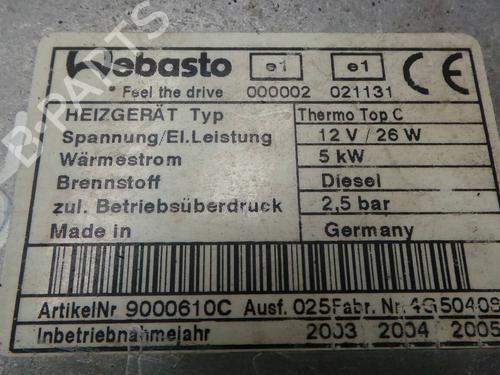 Webasto
e1 e1
CE
Feel the drive 000002 021131
HEIZGERÄT Typ Thermo Top C
Spannung/El.Leistung 12 V / 26 W
Wärmestrom 5 kW
Brennstoff Diesel
zul. Betriebsüberdruck 2,5 bar
Made in Germany
ArtikelNr 9000610C Ausf. 025 Fabr. Nr. 4G50409
Inbetriebnahmejahr 2003 2004 2005
B-PARTS